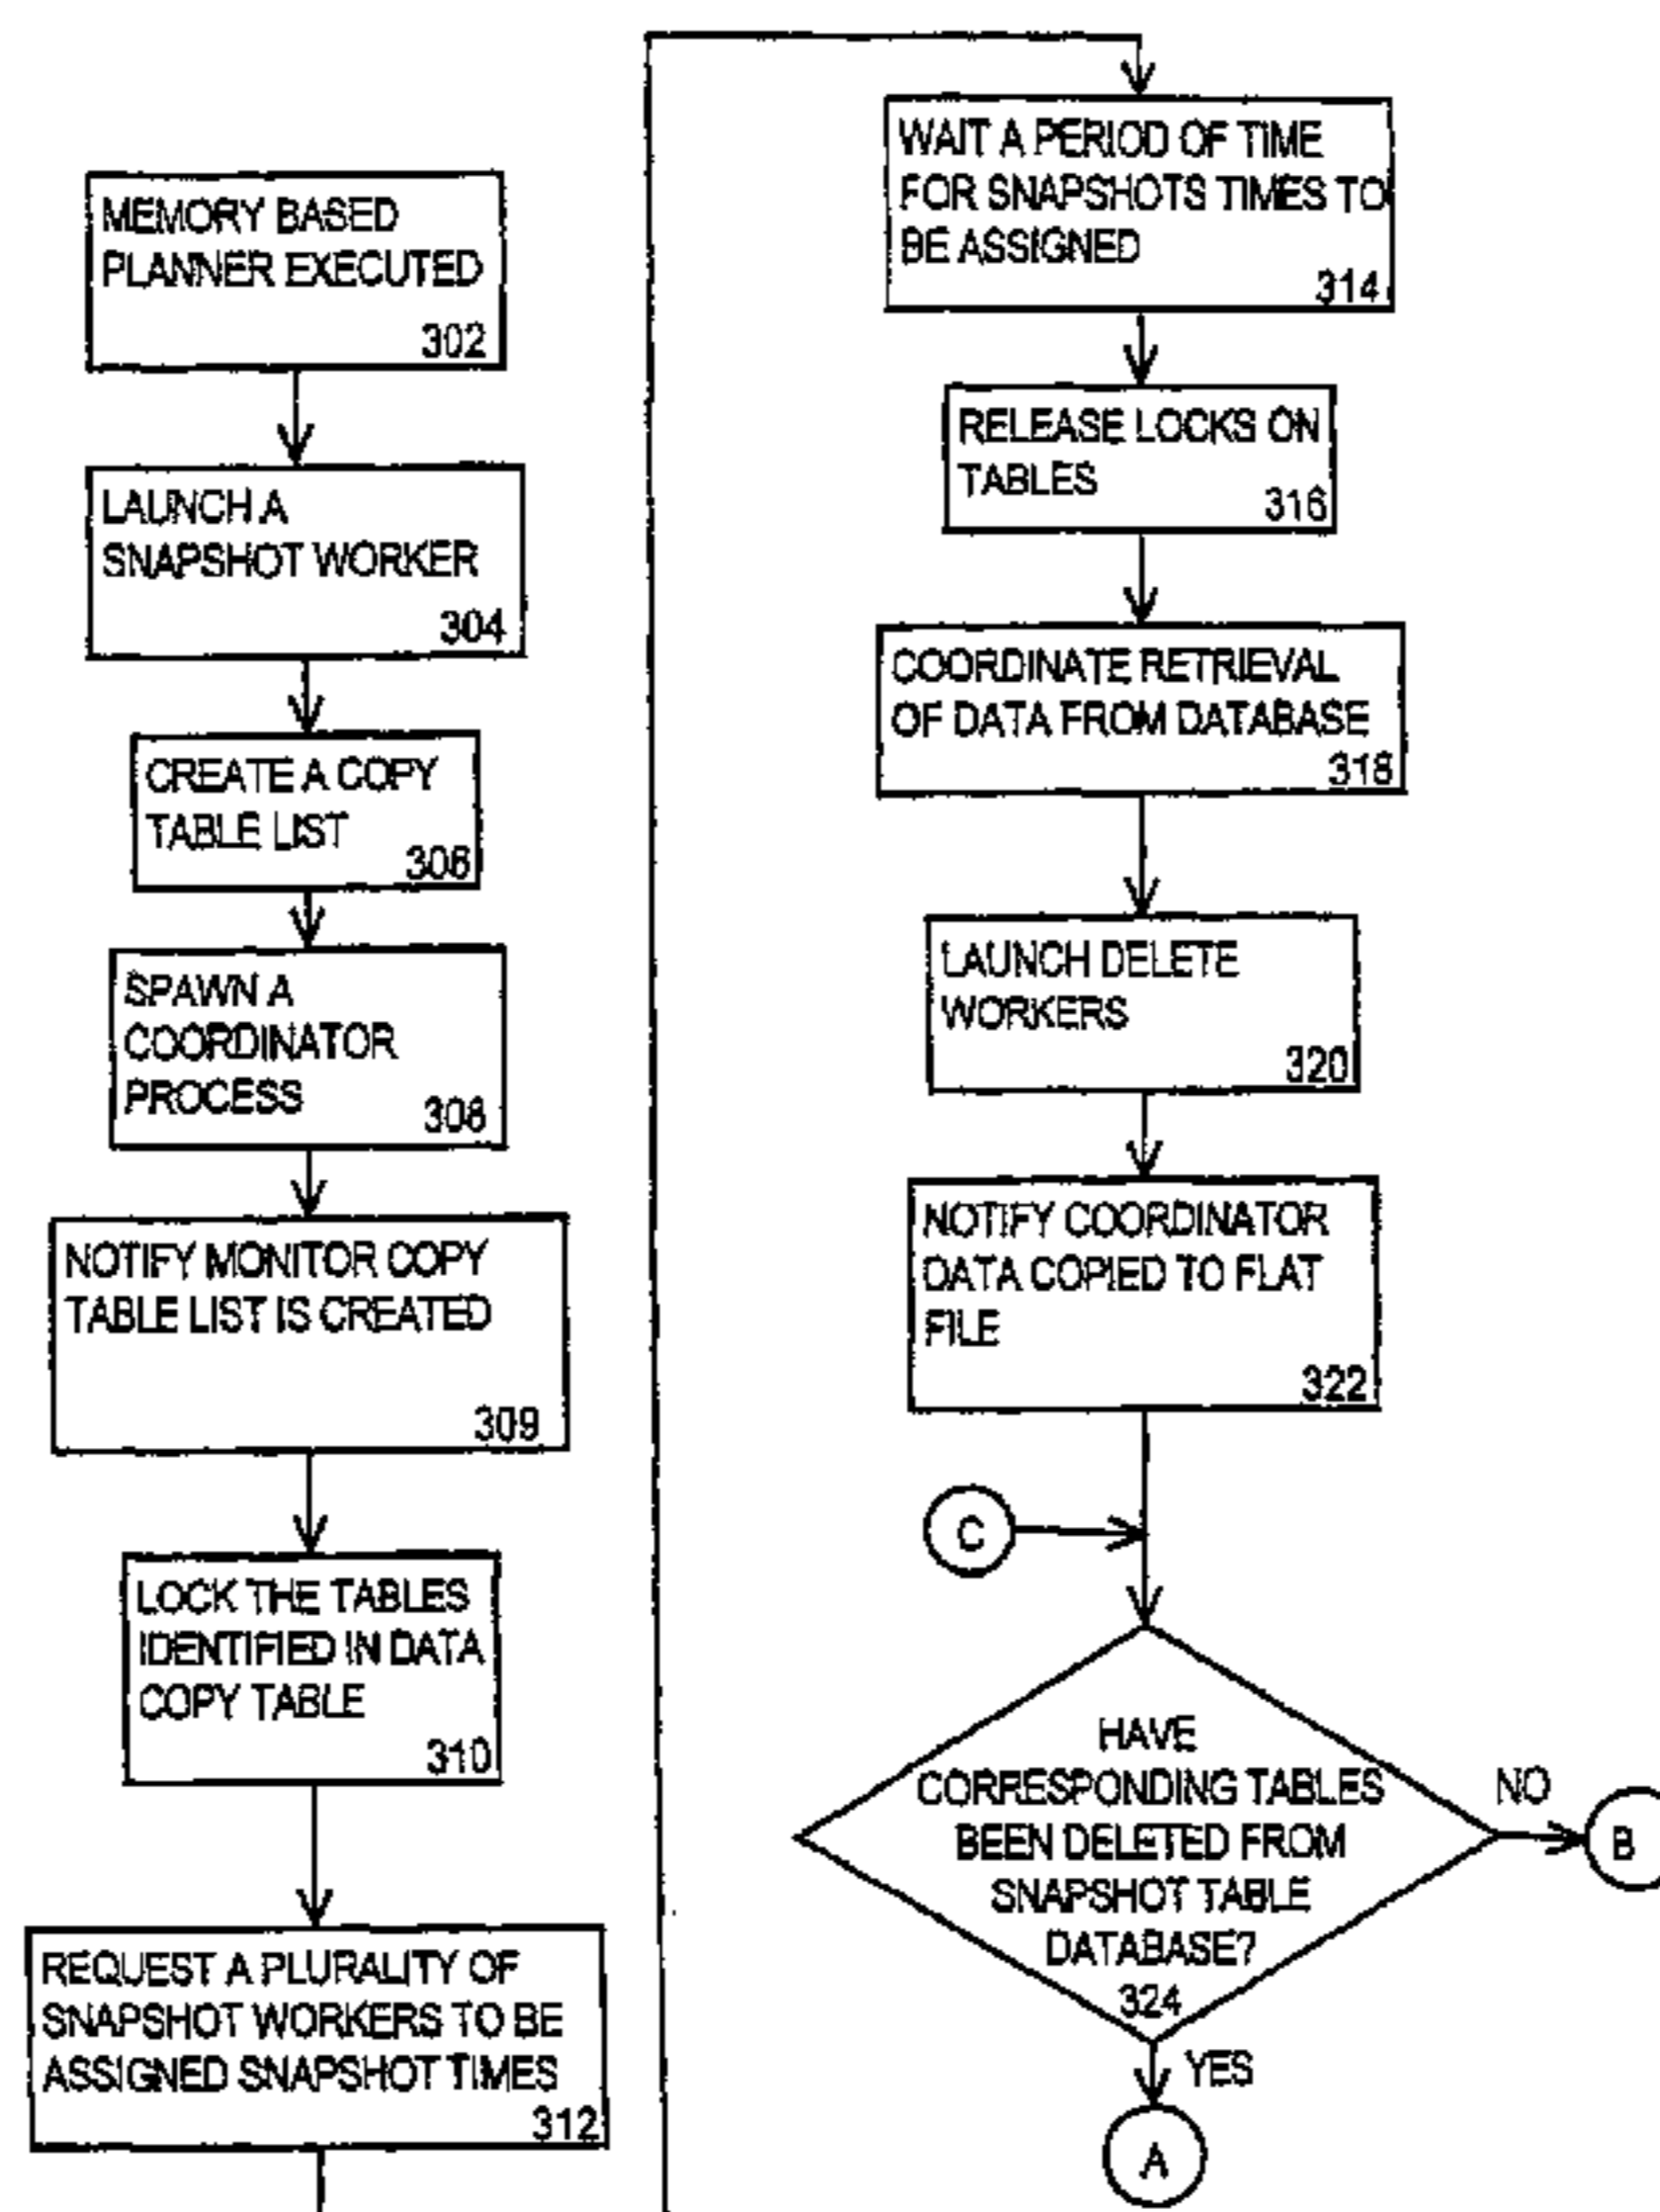 MEMORY BASED
PLANNER EXECUTED
302
LAUNCH A
SNAPSHOT WORKER
304
CREATE A COPY
TABLE LIST
306
SPAWN A
COORDINATOR
PROCESS
308
NOTIFY MONITOR COPY
TABLE LIST IS CREATED
309
LOCK THE TABLES
IDENTIFIED IN DATA
COPY TABLE
310
REQUEST A PLURALITY OF
SNAPSHOT WORKERS TO BE
ASSIGNED SNAPSHOT TIMES
312
WAIT A PERIOD OF TIME
FOR SNAPSHOTS TIMES TO
BE ASSIGNED
314
RELEASE LOCKS ON
TABLES
316
COORDINATE RETRIEVAL
OF DATA FROM DATABASE
318
LAUNCH DELETE
WORKERS
320
NOTIFY COORDINATOR
DATA COPIED TO FLAT
FILE
322
C
HAVE
CORRESPONDING TABLES
BEEN DELETED FROM
SNAPSHOT TABLE
DATABASE?
324
NO
B
YES
A